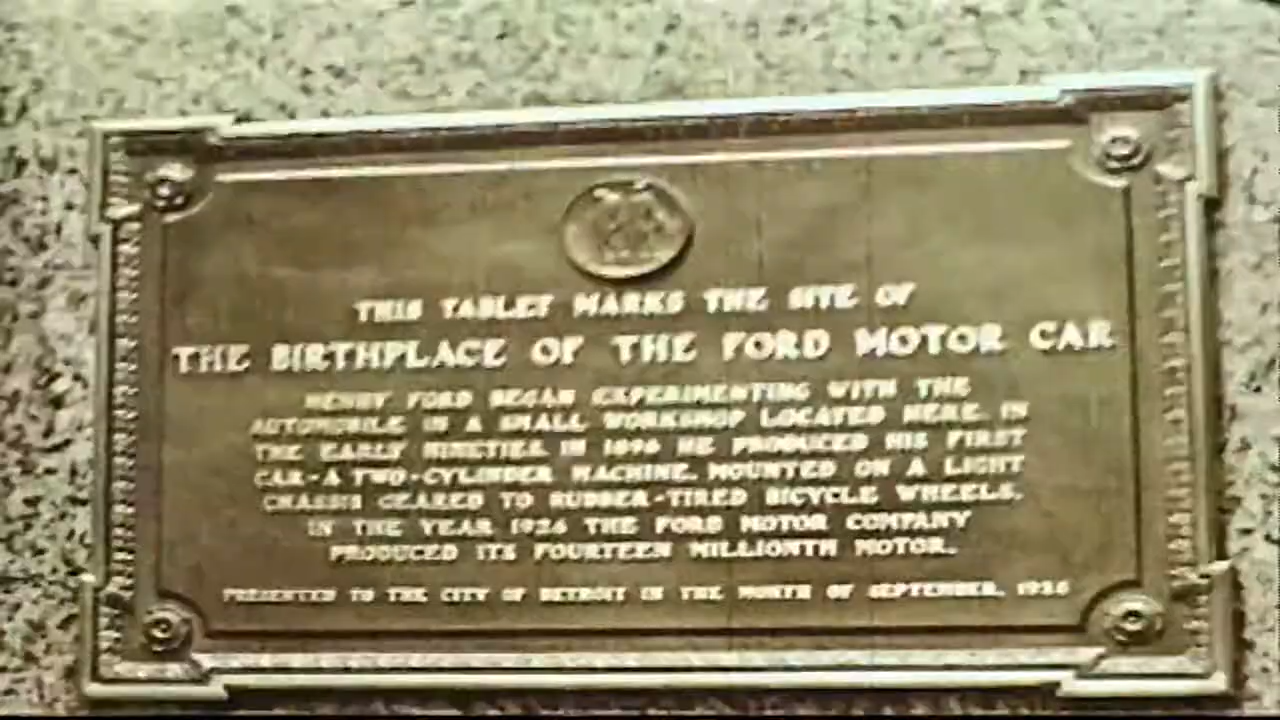 THIS TABLET MARKS THE SITE OF
THE BIRTHPLACE OF THE FORD MOTOR CAR
HENRY FORD BEGAN EXPERIMENTING WITH THE
AUTOMOBILE IN A SMALL WORKSHOP LOCATED HERE. IN
THE EARLY NINETIES. IN 1896 HE PRODUCED HIS FIRST
CAR-A TWO-CYLINDER MACHINE. MOUNTED ON A LIGHT
CHASSIS GEARED TO RUBBER-TIRED BICYCLE WHEELS.
IN THE YEAR 1926 THE FORD MOTOR COMPANY
PRODUCED ITS FOURTEEN MILLIONTH MOTOR.
PRESENTED TO THE CITY OF DETROIT IN THE MONTH OF SEPTEMBER, 1926